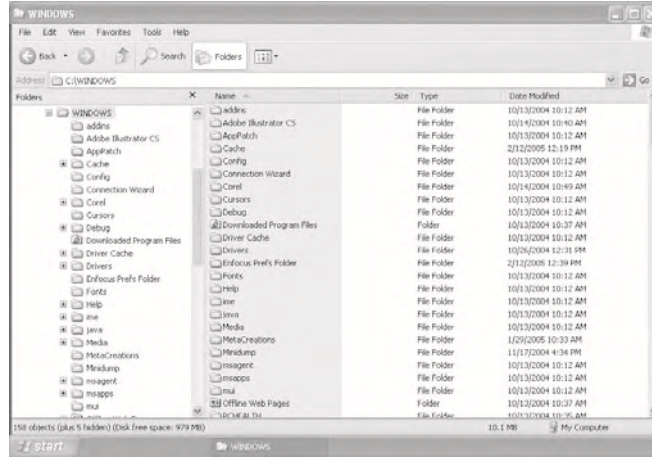 WINDOWS
File Edit View Favorites Tools Help
Back Search Folders
Address C:\WINDOWS Go
Folders
WINDOWS
addins
Adobe Illustrator CS
AppPatch
Cache
Config
Connection Wizard
Corel
Cursors
Debug
Downloaded Program Files
Driver Cache
Drivers
Enfocus Prefs Folder
Fonts
Help
ime
java
Media
MetaCreations
Minidump
msagent
msapps
mui
Name Size Type Date Modified
addins File Folder 10/13/2004 10:12 AM
Adobe Illustrator CS File Folder 10/14/2004 10:40 AM
AppPatch File Folder 10/13/2004 10:12 AM
Cache File Folder 2/12/2005 12:19 PM
Config File Folder 10/13/2004 10:12 AM
Connection Wizard File Folder 10/13/2004 10:12 AM
Corel File Folder 10/14/2004 10:49 AM
Cursors File Folder 10/13/2004 10:12 AM
Debug File Folder 10/13/2004 10:12 AM
Downloaded Program Files Folder 10/13/2004 10:37 AM
Driver Cache File Folder 10/13/2004 10:12 AM
Drivers File Folder 10/26/2004 12:31 PM
Enfocus Prefs Folder File Folder 2/12/2005 12:39 PM
Fonts File Folder 10/13/2004 10:12 AM
Help File Folder 10/13/2004 10:12 AM
ime File Folder 10/13/2004 10:12 AM
java File Folder 10/13/2004 10:12 AM
Media File Folder 10/13/2004 10:12 AM
MetaCreations File Folder 1/29/2005 10:33 AM
Minidump File Folder 11/17/2004 4:34 PM
msagent File Folder 10/13/2004 10:12 AM
msapps File Folder 10/13/2004 10:12 AM
mui File Folder 10/13/2004 10:12 AM
Offline Web Pages Folder 10/13/2004 10:37 AM
PCHEALTH File Folder 10/13/2004 10:35 AM
158 objects (plus 5 hidden) (Disk free space: 979 MB) 10.1 MB My Computer
start WINDOWS